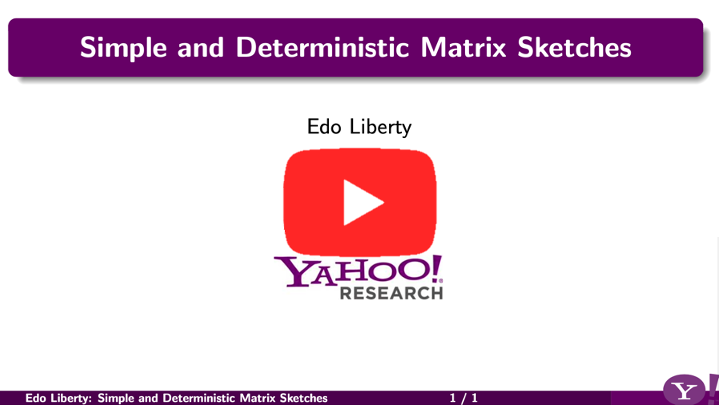 Simple and Deterministic Matrix Sketches
Edo Liberty
YAHOO!
RESEARCH
Edo Liberty: Simple and Deterministic Matrix Sketches 1 / 1
Y!